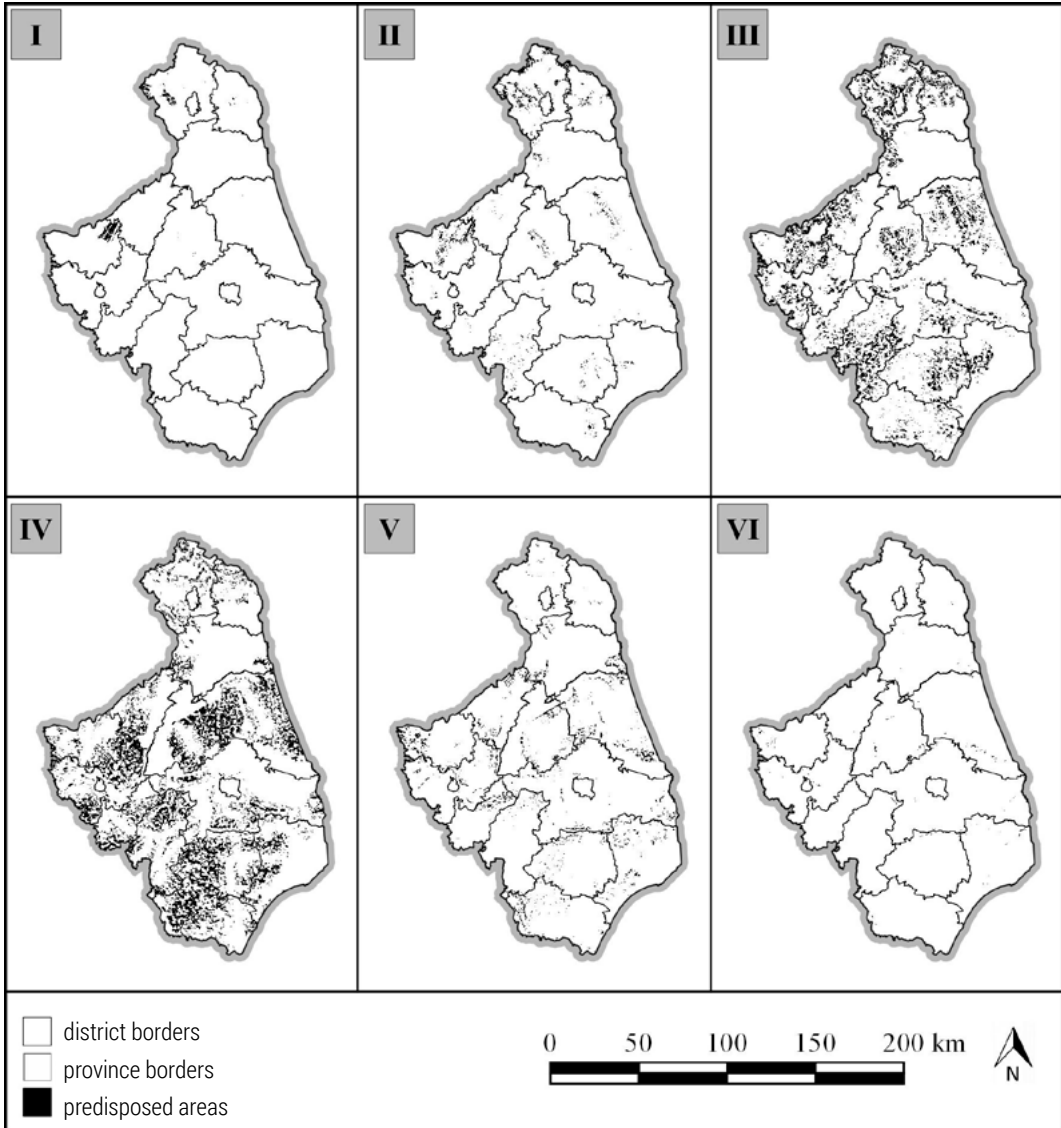 I
II
III
IV
V
VI
district borders
province borders
predisposed areas
0 50 100 150 200 km
N